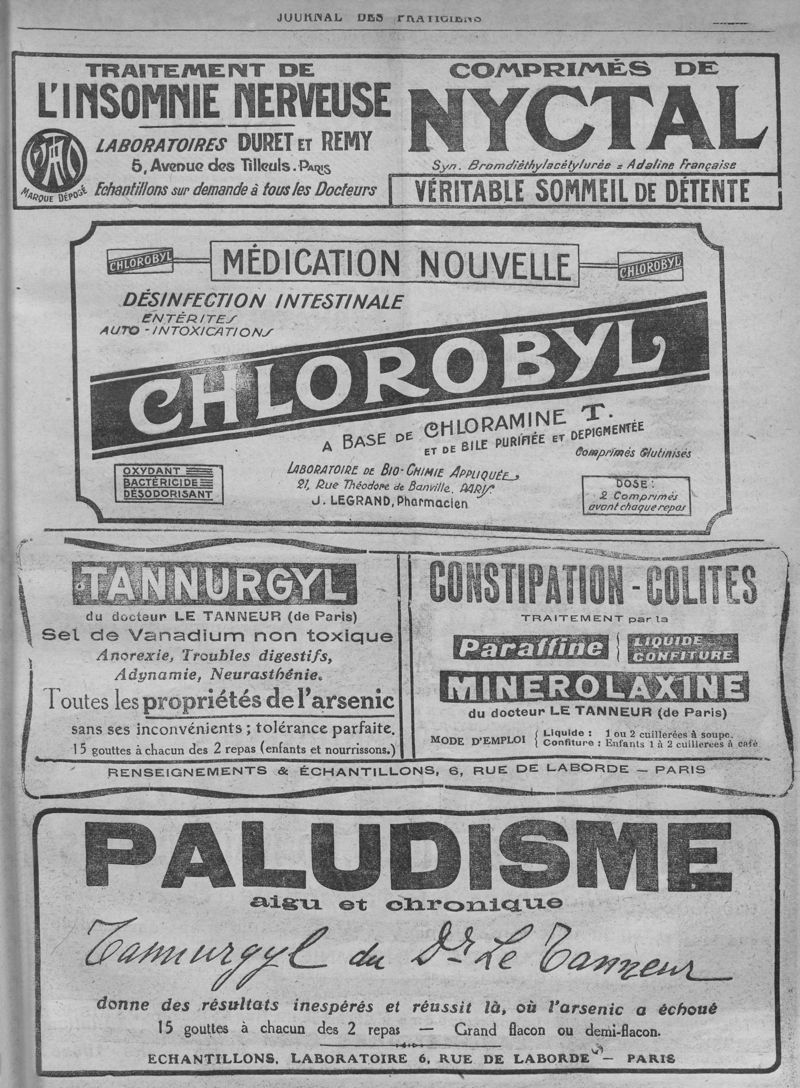 JOURNAL DES PRATICIENS
TRAITEMENT DE
L'INSOMNIE NERVEUSE
LABORATOIRES DURET ET REMY
5, Avenue des Tilleuls. PARIS
MARQUE DÉPOSÉ
Echantillons sur demande à tous les Docteurs
COMPRIMÉS DE
NYCTAL
Syn. Bromdiéthylacétylurée = Adaline Française
VÉRITABLE SOMMEIL DE DÉTENTE
CHLOROBYL
MÉDICATION NOUVELLE
CHLOROBYL
DÉSINFECTION INTESTINALE
ENTÉRITES
AUTO-INTOXICATIONS
CHLOROBYL
A BASE DE CHLORAMINE T.
ET DE BILE PURIFIÉE ET DEPIGMENTÉE
Comprimés Glutinisés
OXYDANT
BACTÉRICIDE
DÉSODORISANT
LABORATOIRE DE BIO-CHIMIE APPLIQUÉE
21, Rue Théodore de Banville, PARIS
J. LEGRAND, Pharmacien
DOSE:
2 Comprimés
avant chaque repas
TANNURGYL
du docteur LE TANNEUR (de Paris)
Sel de Vanadium non toxique
Anorexie, Troubles digestifs,
Adynamie, Neurasthénie.
Toutes les propriétés de l'arsenic
sans ses inconvénients; tolérance parfaite.
15 gouttes à chacun des 2 repas (enfants et nourrissons.)
CONSTIPATION - COLITES
TRAITEMENT par la
Paraffine { LIQUIDE
CONFITURE
MINEROLAXINE
du docteur LE TANNEUR (de Paris)
MODE D'EMPLOI { Liquide : 1 ou 2 cuillerées à soupe.
Confiture : Enfants 1 à 2 cuillerées à café
RENSEIGNEMENTS & ÉCHANTILLONS, 6, RUE DE LABORDE — PARIS
PALUDISME
aigu et chronique
Tannurgyl du Dr Le Tanneur
donne des résultats inespérés et réussit là, où l'arsenic a échoué
15 gouttes à chacun des 2 repas — Grand flacon ou demi-flacon.
ECHANTILLONS, LABORATOIRE 6, RUE DE LABORDE — PARIS